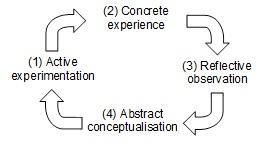 (2) Concrete
experience
(1) Active
experimentation
(3) Reflective
observation
(4) Abstract
conceptualisation